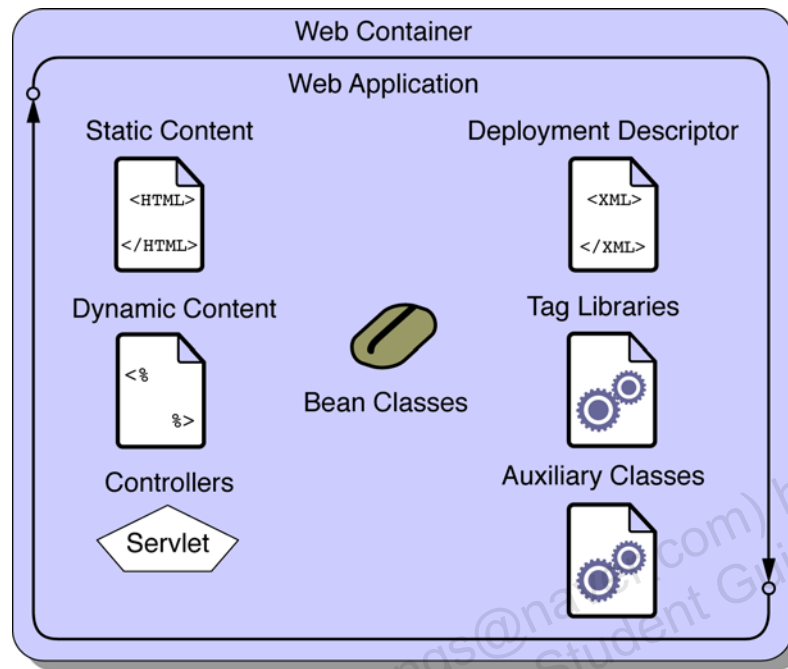 Web Container
Web Application
Static Content
<HTML>
</HTML>
Deployment Descriptor
<XML>
</XML>
Dynamic Content
<%
%>
Bean Classes
Tag Libraries
Controllers
Servlet
Auxiliary Classes
Student